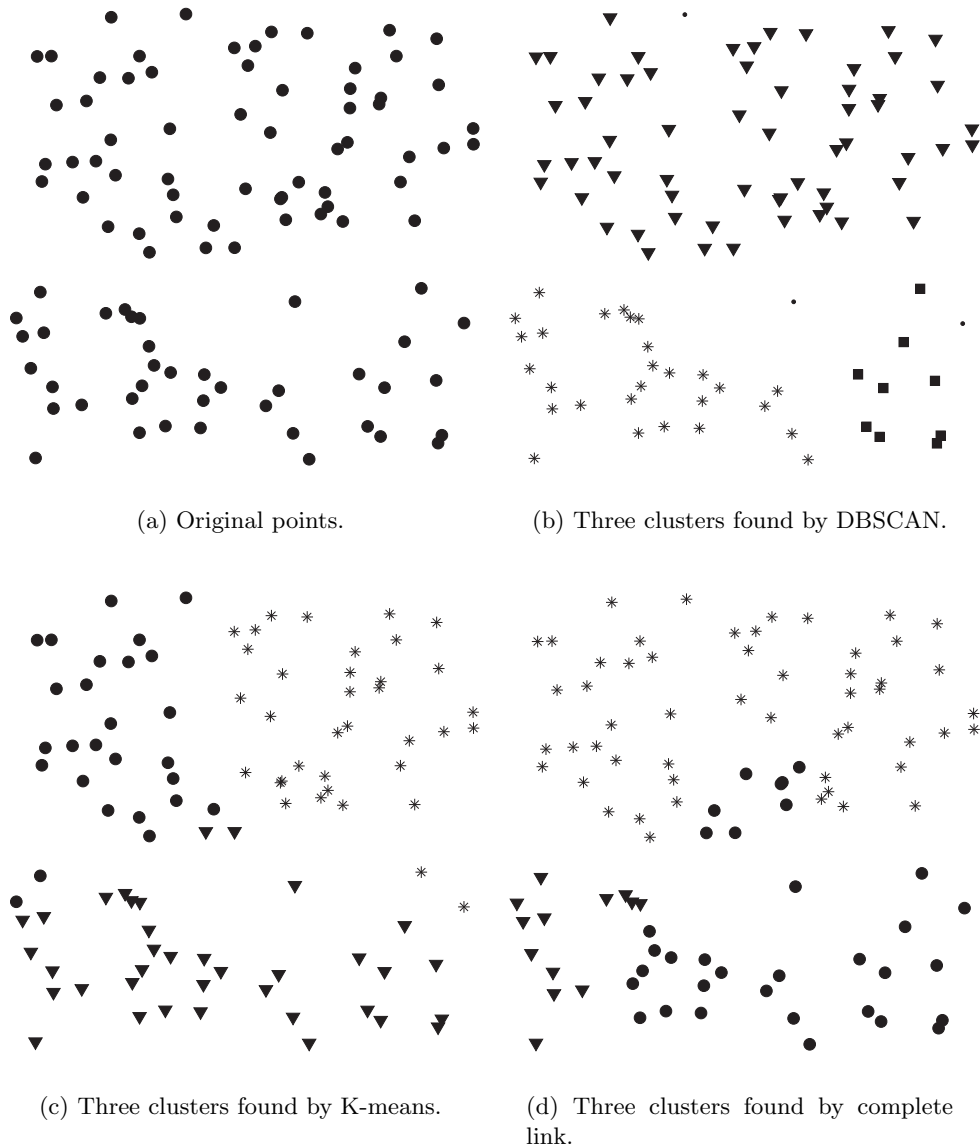 (a) Original points.
(b) Three clusters found by DBSCAN.
(c) Three clusters found by K-means.
(d) Three clusters found by complete
link.